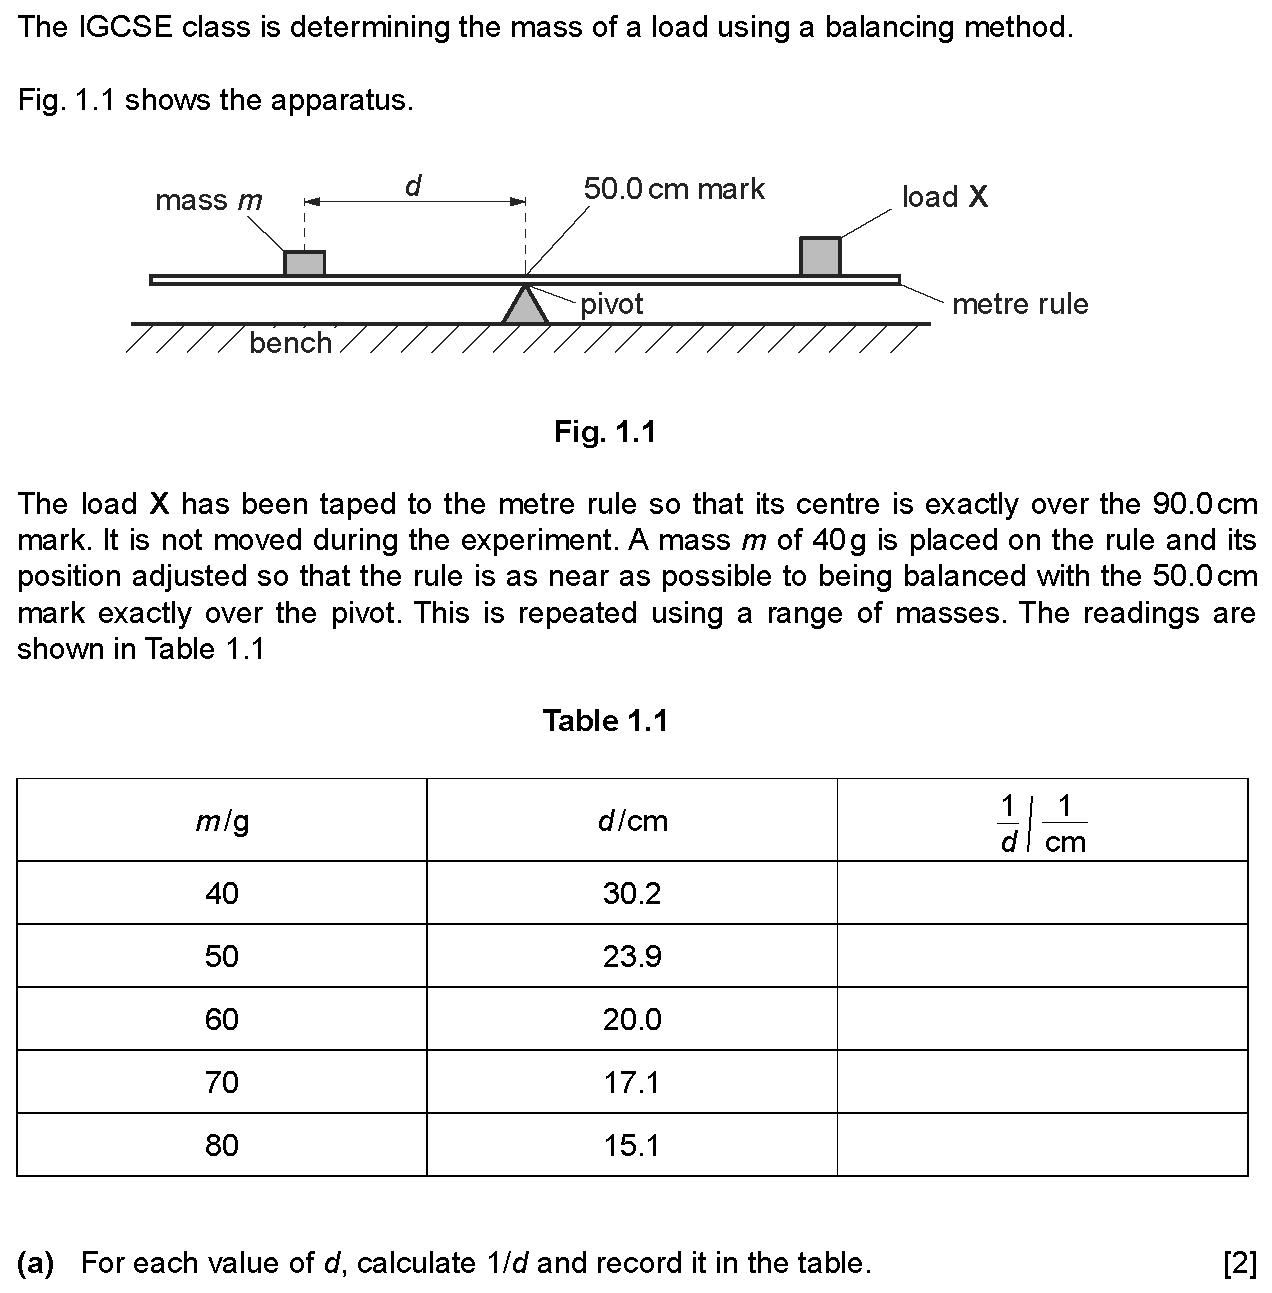 The IGCSE class is determining the mass of a load using a balancing method.
Fig. 1.1 shows the apparatus.
mass m
d
50.0 cm mark
load X
pivot
metre rule
bench
Fig. 1.1
The load X has been taped to the metre rule so that its centre is exactly over the 90.0 cm
mark. It is not moved during the experiment. A mass m of 40 g is placed on the rule and its
position adjusted so that the rule is as near as possible to being balanced with the 50.0 cm
mark exactly over the pivot. This is repeated using a range of masses. The readings are
shown in Table 1.1
Table 1.1
m/g d/cm 1/d / 1/cm
40 30.2
50 23.9
60 20.0
70 17.1
80 15.1
(a) For each value of d, calculate 1/d and record it in the table. [2]